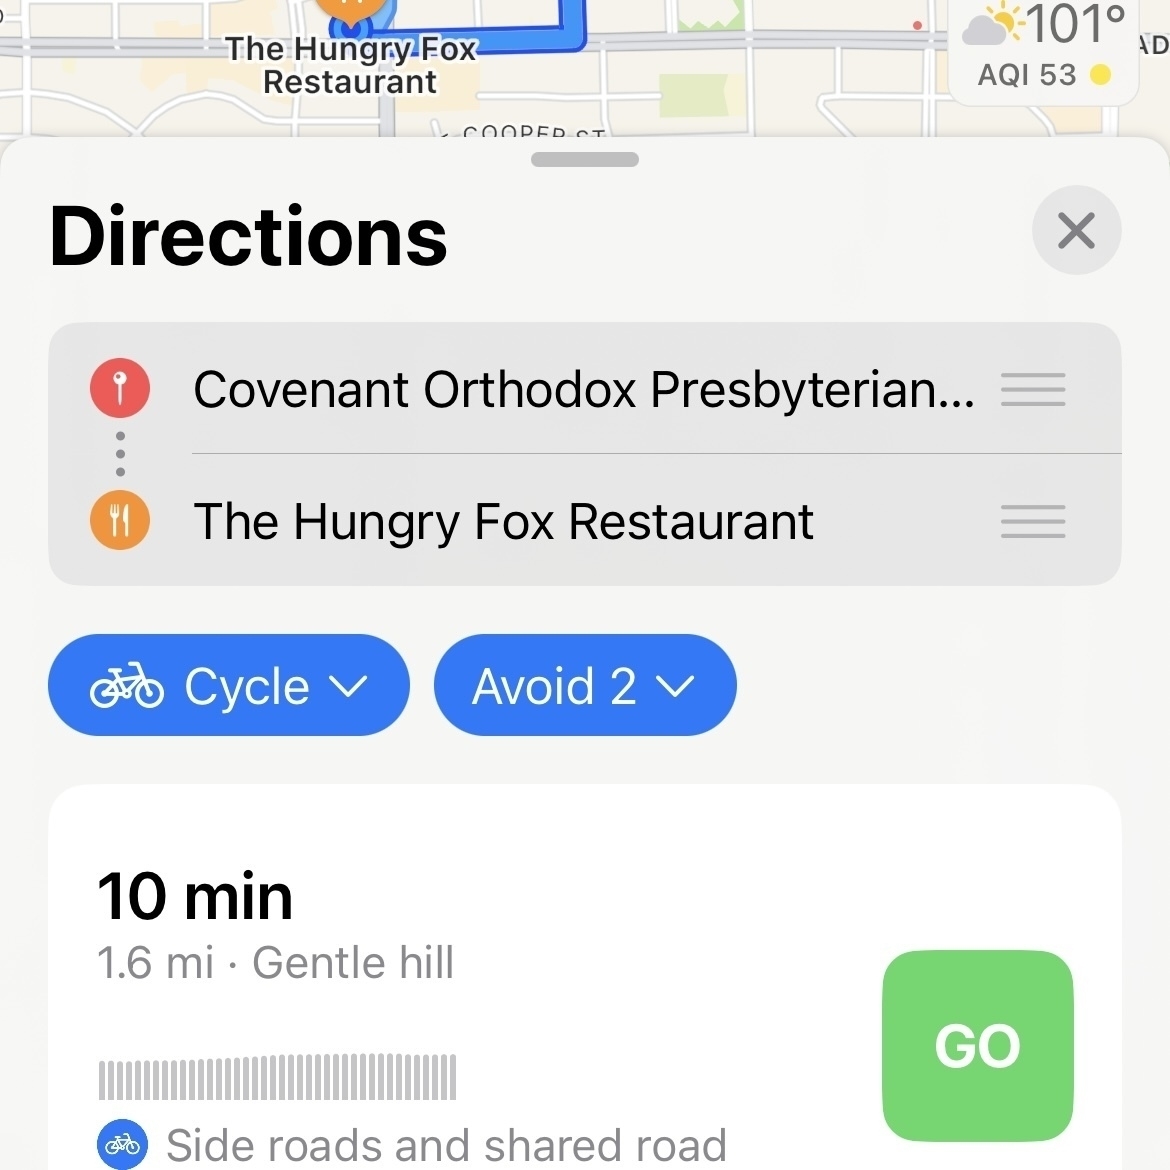 The Hungry Fox
Restaurant
101°
AQI 53
AD
COOPER ST
Directions
Covenant Orthodox Presbyterian...
The Hungry Fox Restaurant
Cycle
Avoid 2
10 min
1.6 mi · Gentle hill
GO
Side roads and shared road